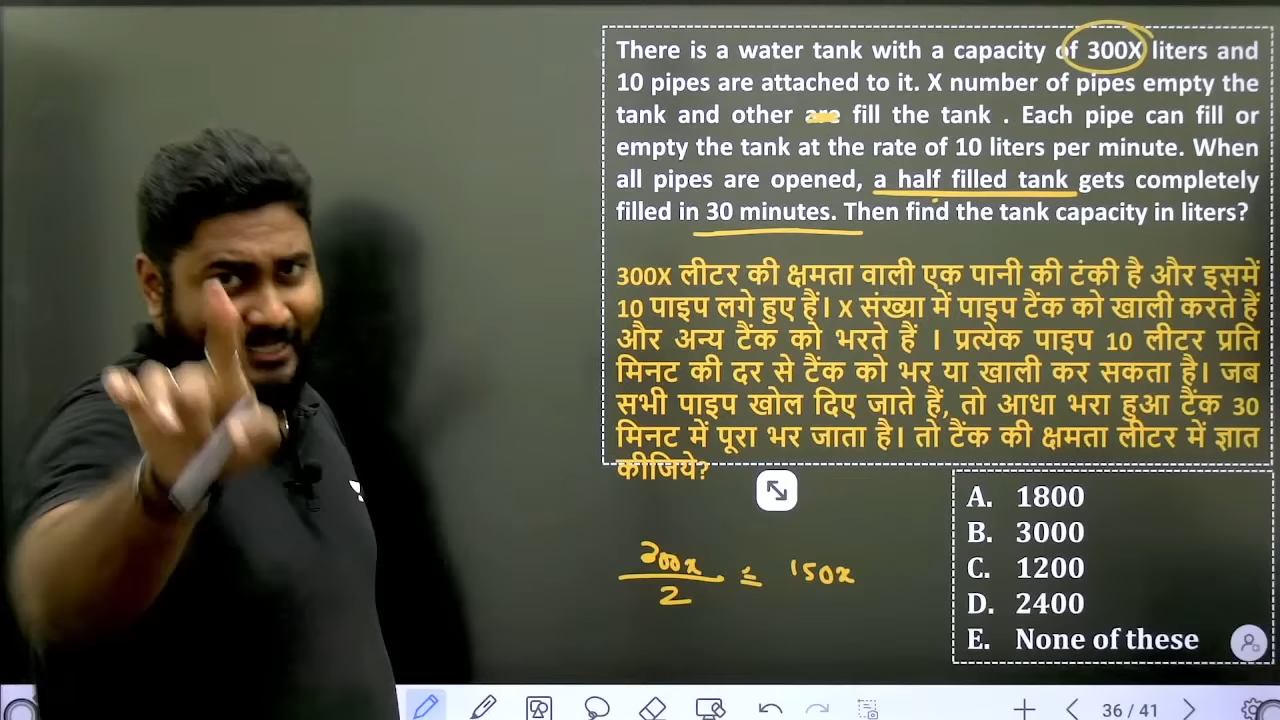 There is a water tank with a capacity of 300X liters and
10 pipes are attached to it. X number of pipes empty the
tank and other are fill the tank . Each pipe can fill or
empty the tank at the rate of 10 liters per minute. When
all pipes are opened, a half filled tank gets completely
filled in 30 minutes. Then find the tank capacity in liters?
300X लीटर की क्षमता वाली एक पानी की टंकी है और इसमें
10 पाइप लगे हुए हैं। X संख्या में पाइप टैंक को खाली करते हैं
और अन्य टैंक को भरते हैं । प्रत्येक पाइप 10 लीटर प्रति
मिनट की दर से टैंक को भर या खाली कर सकता है। जब
सभी पाइप खोल दिए जाते हैं, तो आधा भरा हुआ टैंक 30
मिनट में पूरा भर जाता है। तो टैंक की क्षमता लीटर में ज्ञात
कीजिये?
A. 1800
B. 3000
C. 1200
D. 2400
E. None of these
300x
2
= 150x
36 / 41